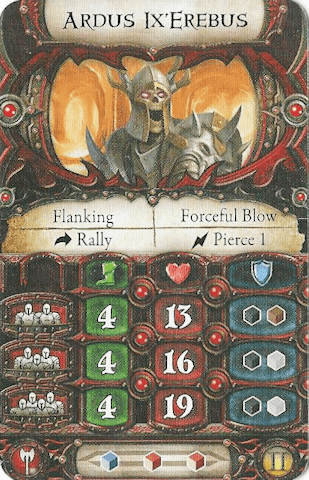 ARDUS IX'EREBUS
Flanking Forceful Blow
Rally Pierce 1
4 13
4 16
4 19
II